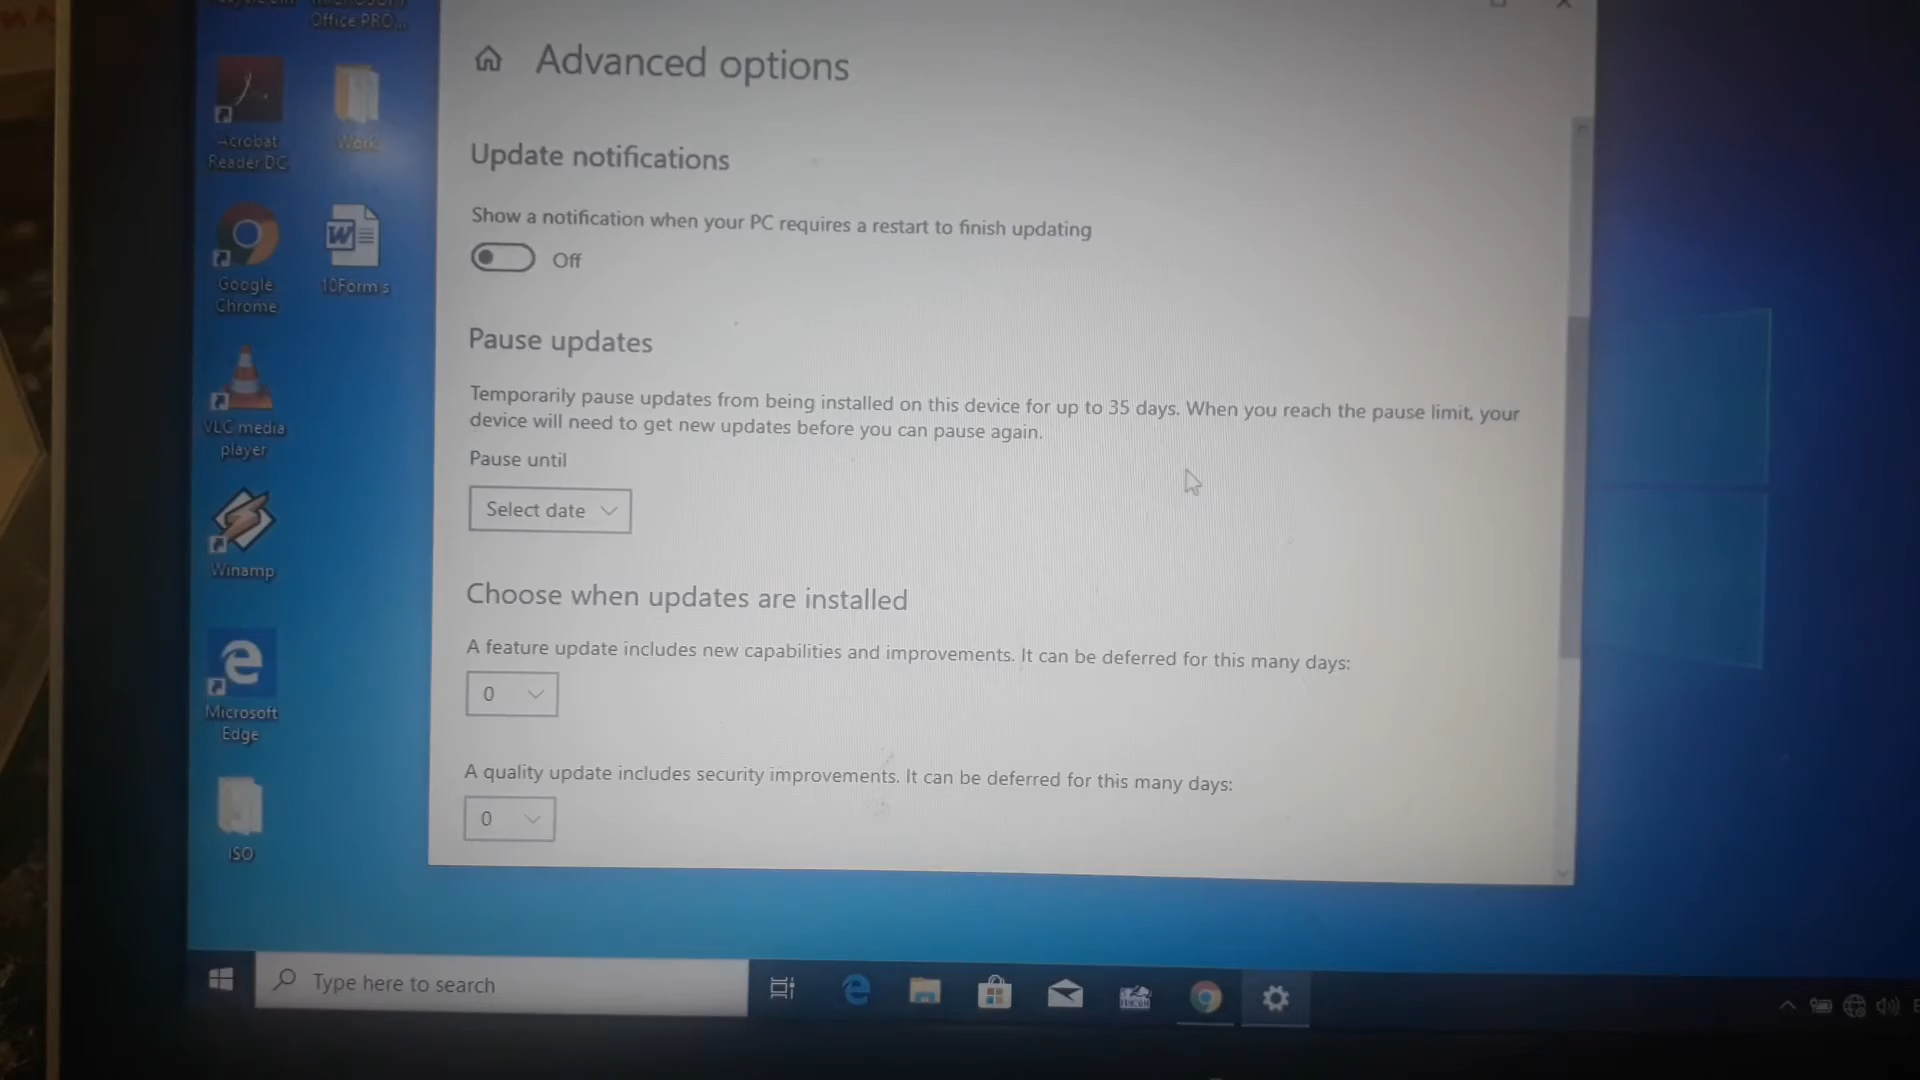 Office PRO...
Acrobat
Reader DC
Work
Google
Chrome
10Form s
VLC media
player
Winamp
Microsoft
Edge
ISO
Advanced options
Update notifications
Show a notification when your PC requires a restart to finish updating
Off
Pause updates
Temporarily pause updates from being installed on this device for up to 35 days. When you reach the pause limit, your
device will need to get new updates before you can pause again.
Pause until
Select date
Choose when updates are installed
A feature update includes new capabilities and improvements. It can be deferred for this many days:
0
A quality update includes security improvements. It can be deferred for this many days:
0
Type here to search